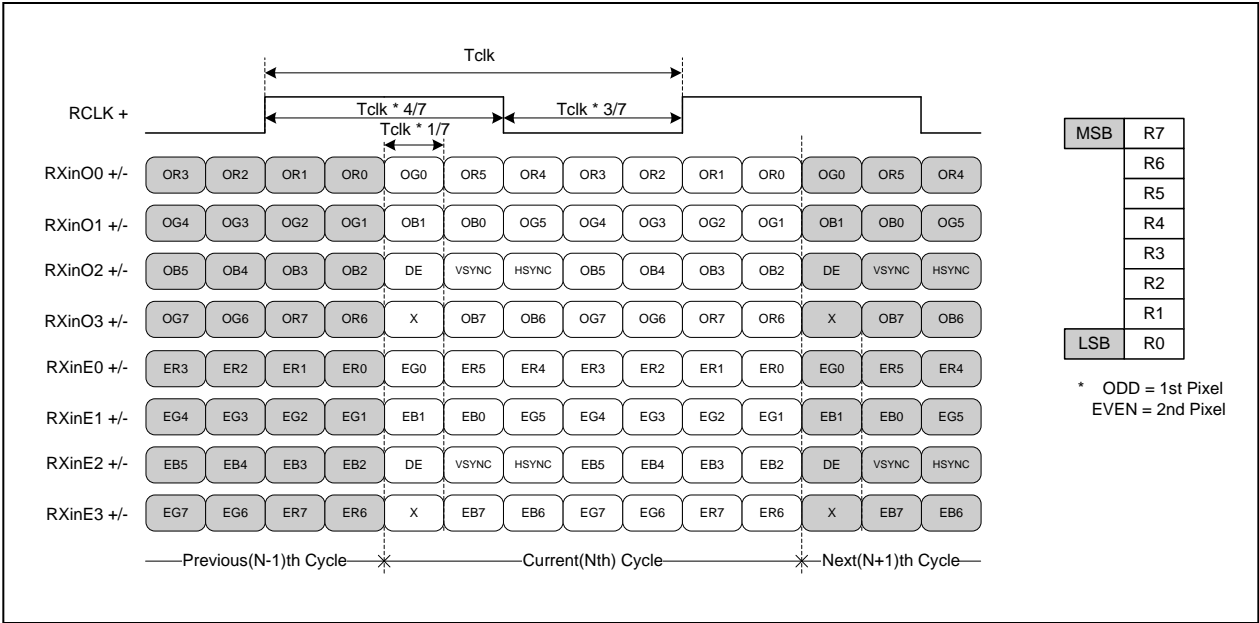 Tclk
RCLK +
Tclk * 4/7
Tclk * 3/7
Tclk * 1/7
RXinO0 +/- OR3 OR2 OR1 OR0 OG0 OR5 OR4 OR3 OR2 OR1 OR0 OG0 OR5 OR4
RXinO1 +/- OG4 OG3 OG2 OG1 OB1 OB0 OG5 OG4 OG3 OG2 OG1 OB1 OB0 OG5
RXinO2 +/- OB5 OB4 OB3 OB2 DE VSYNC HSYNC OB5 OB4 OB3 OB2 DE VSYNC HSYNC
RXinO3 +/- OG7 OG6 OR7 OR6 X OB7 OB6 OG7 OG6 OR7 OR6 X OB7 OB6
RXinE0 +/- ER3 ER2 ER1 ER0 EG0 ER5 ER4 ER3 ER2 ER1 ER0 EG0 ER5 ER4
RXinE1 +/- EG4 EG3 EG2 EG1 EB1 EB0 EG5 EG4 EG3 EG2 EG1 EB1 EB0 EG5
RXinE2 +/- EB5 EB4 EB3 EB2 DE VSYNC HSYNC EB5 EB4 EB3 EB2 DE VSYNC HSYNC
RXinE3 +/- EG7 EG6 ER7 ER6 X EB7 EB6 EG7 EG6 ER7 ER6 X EB7 EB6
Previous(N-1)th Cycle Current(Nth) Cycle Next(N+1)th Cycle
MSB R7
R6
R5
R4
R3
R2
R1
LSB R0
* ODD = 1st Pixel
EVEN = 2nd Pixel